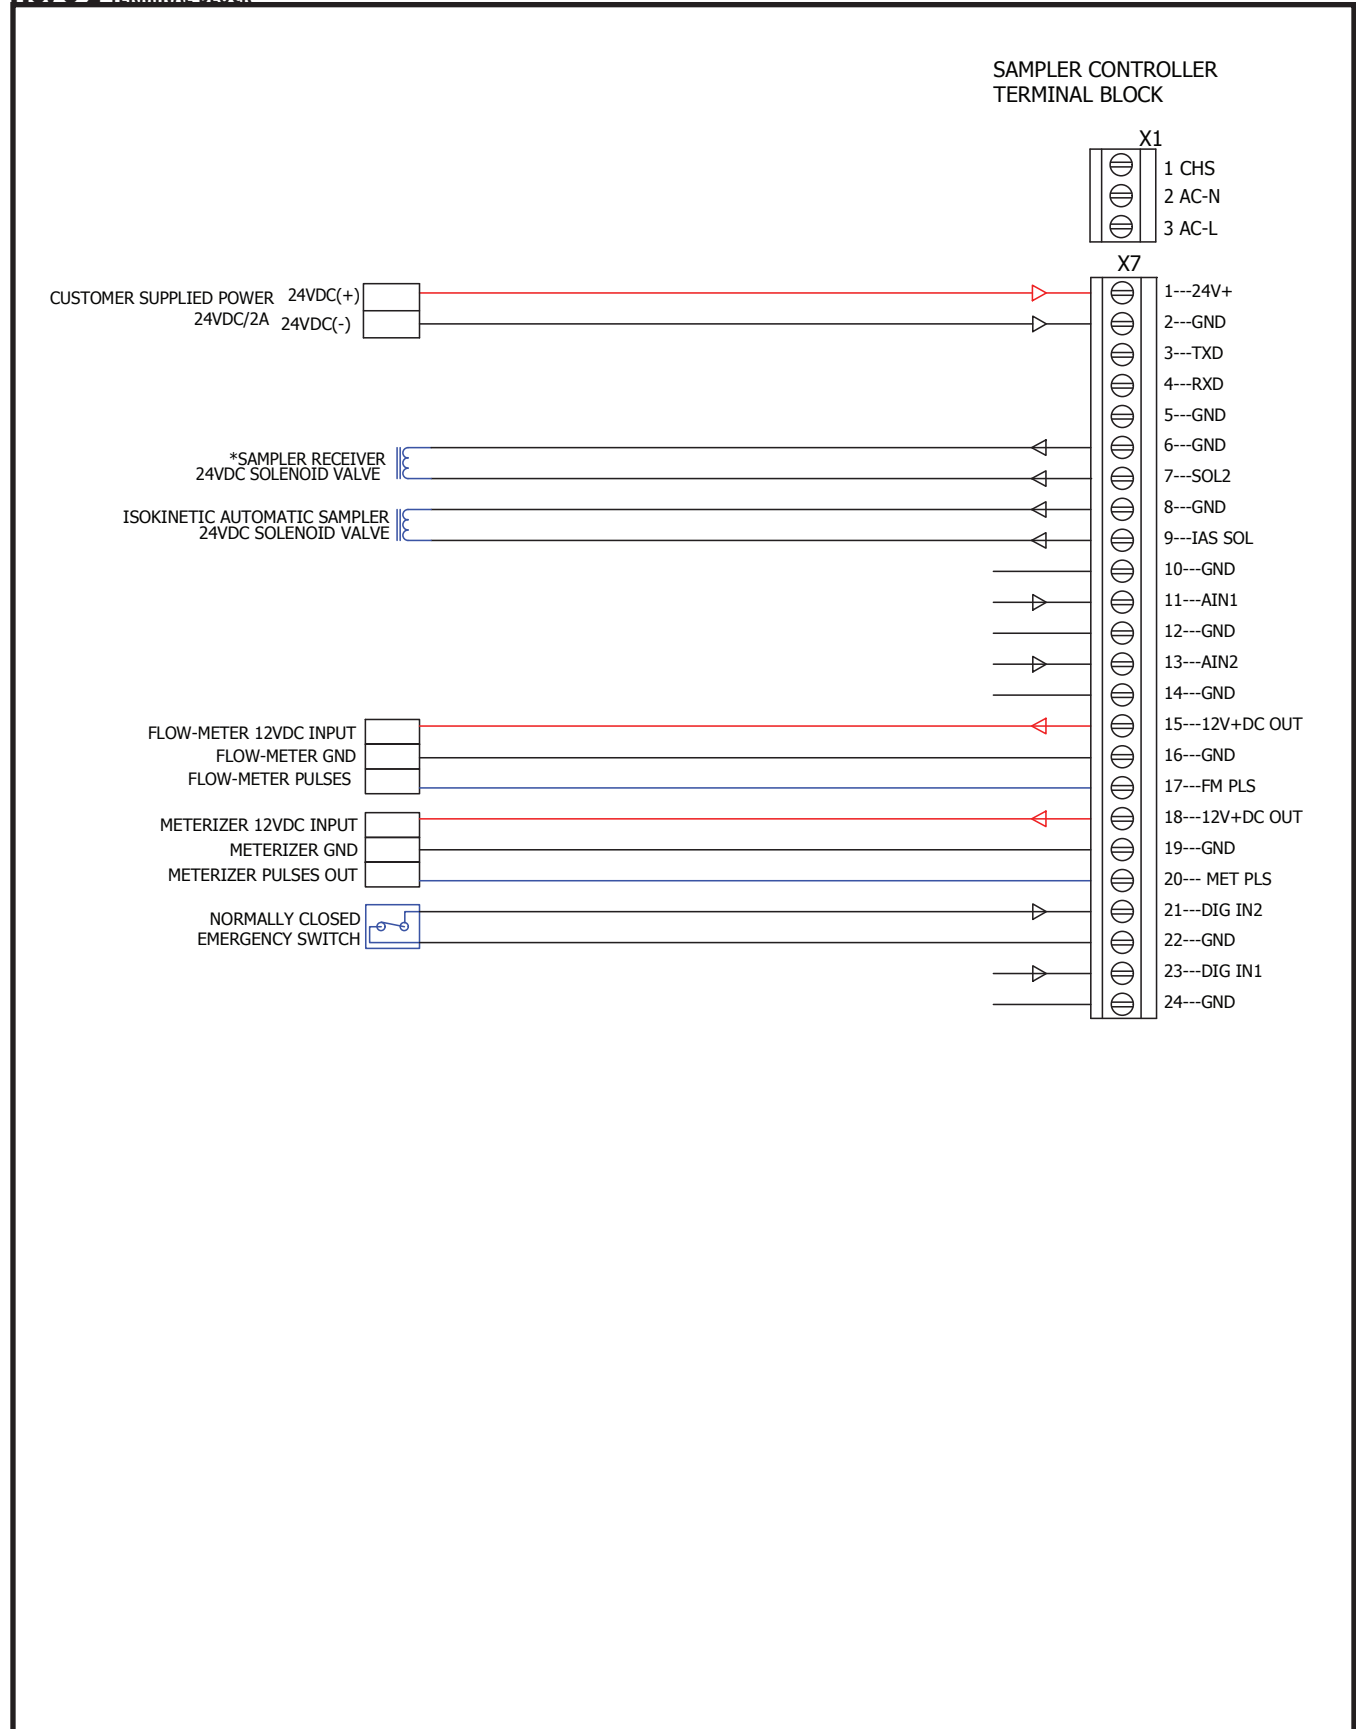 SAMPLER CONTROLLER
TERMINAL BLOCK
X1
1 CHS
2 AC-N
3 AC-L
X7
CUSTOMER SUPPLIED POWER 24VDC(+)
24VDC/2A 24VDC(-)
1---24V+
2---GND
3---TXD
4---RXD
5---GND
6---GND
*SAMPLER RECEIVER
24VDC SOLENOID VALVE
7---SOL2
8---GND
ISOKINETIC AUTOMATIC SAMPLER
24VDC SOLENOID VALVE
9---IAS SOL
10---GND
11---AIN1
12---GND
13---AIN2
14---GND
FLOW-METER 12VDC INPUT
15---12V+DC OUT
FLOW-METER GND
16---GND
FLOW-METER PULSES
17---FM PLS
METERIZER 12VDC INPUT
18---12V+DC OUT
METERIZER GND
19---GND
METERIZER PULSES OUT
20--- MET PLS
NORMALLY CLOSED
EMERGENCY SWITCH
21---DIG IN2
22---GND
23---DIG IN1
24---GND